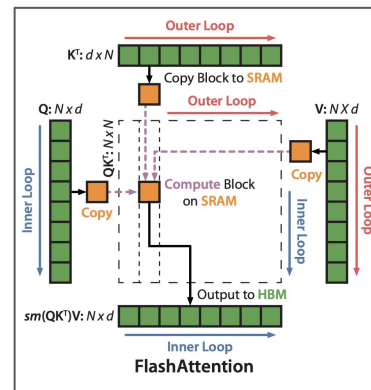 Outer Loop
Kᵀ: d x N
Copy Block to SRAM
Q: N x d
Outer Loop
V: N X d
QKᵀ: N x N
Copy
Copy
Compute Block
on SRAM
Inner Loop
Inner Loop
Outer Loop
Output to HBM
sm(QKᵀ)V: N x d
Inner Loop
FlashAttention